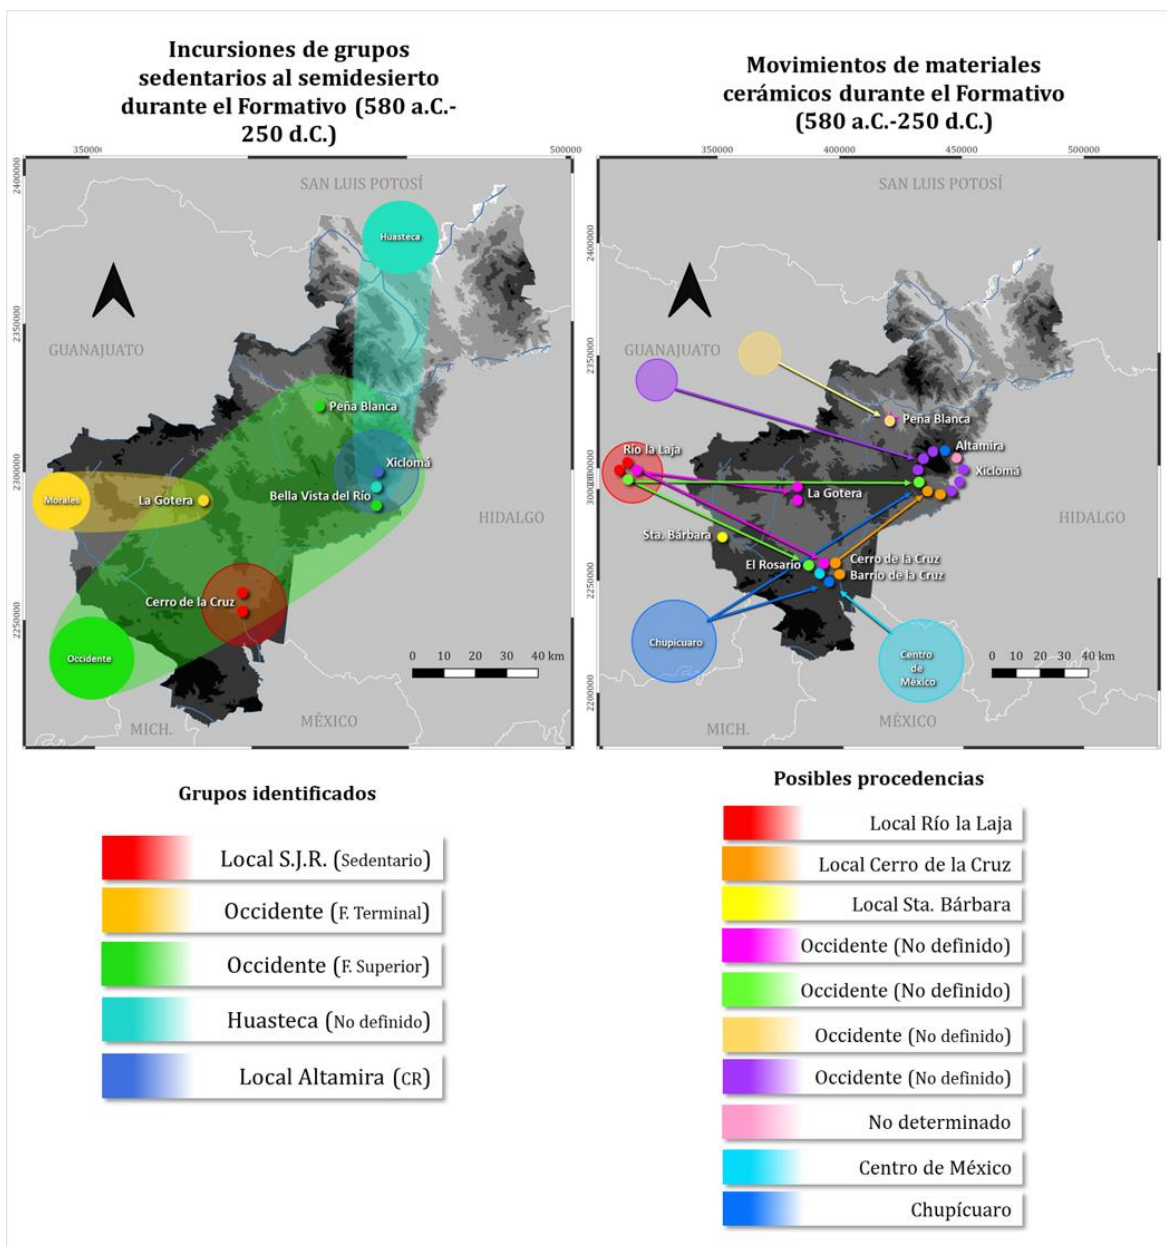 Incursiones de grupos
sedentarios al semidesierto
durante el Formativo (580 a.C.-
250 d.C.)
350000
500000
2400000
2350000
2300000
2250000
SAN LUIS POTOSÍ
Huasteca
GUANAJUATO
Peña Blanca
Xiclomá
Morales
La Gotera
Bella Vista del Río
HIDALGO
Cerro de la Cruz
Occidente
0 10 20 30 40 km
MÉXICO
MICH.
Grupos identificados
Local S.J.R. (Sedentario)
Occidente (F. Terminal)
Occidente (F. Superior)
Huasteca (No definido)
Local Altamira (CR)
Movimientos de materiales
cerámicos durante el Formativo
(580 a.C.-250 d.C.)
350000
400000
450000
500000
2400000
2350000
2300000
2250000
2200000
SAN LUIS POTOSÍ
GUANAJUATO
Peña Blanca
Río la Laja
Altamira
Xiclomá
La Gotera
HIDALGO
Sta. Bárbara
El Rosario
Cerro de la Cruz
Barrio de la Cruz
Chupícuaro
Centro
de
México
0 10 20 30 40 km
MICH.
MÉXICO
Posibles procedencias
Local Río la Laja
Local Cerro de la Cruz
Local Sta. Bárbara
Occidente (No definido)
Occidente (No definido)
Occidente (No definido)
Occidente (No definido)
No determinado
Centro de México
Chupícuaro